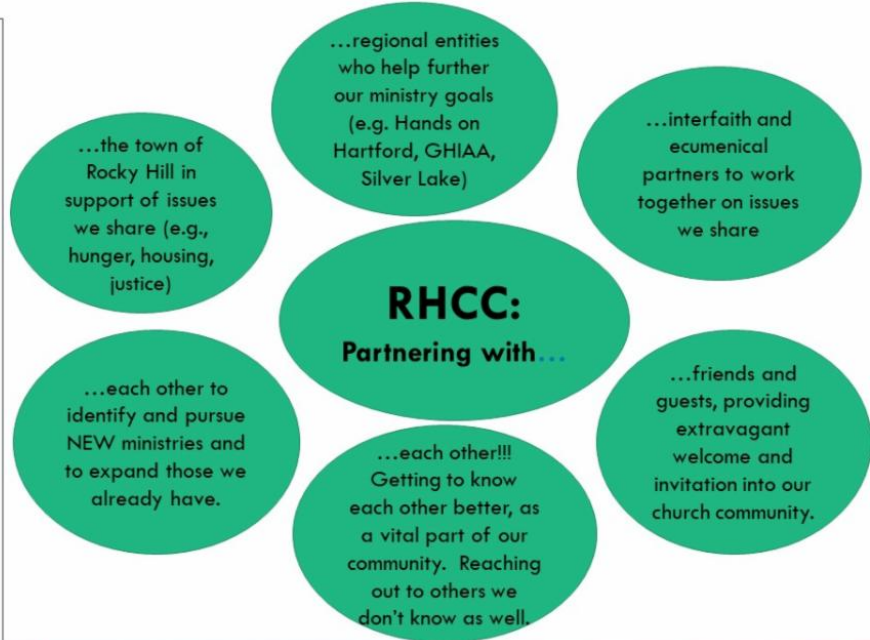 …regional entities
who help further
our ministry goals
(e.g. Hands on
Hartford, GHIAA,
Silver Lake)
…the town of
Rocky Hill in
support of issues
we share (e.g.,
hunger, housing,
justice)
…interfaith and
ecumenical
partners to work
together on issues
we share
RHCC:
Partnering with…
…each other to
identify and pursue
NEW ministries and
to expand those we
already have.
…each other!!!
Getting to know
each other better, as
a vital part of our
community.  Reaching
out to others we
don't know as well.
…friends and
guests, providing
extravagant
welcome and
invitation into our
church community.